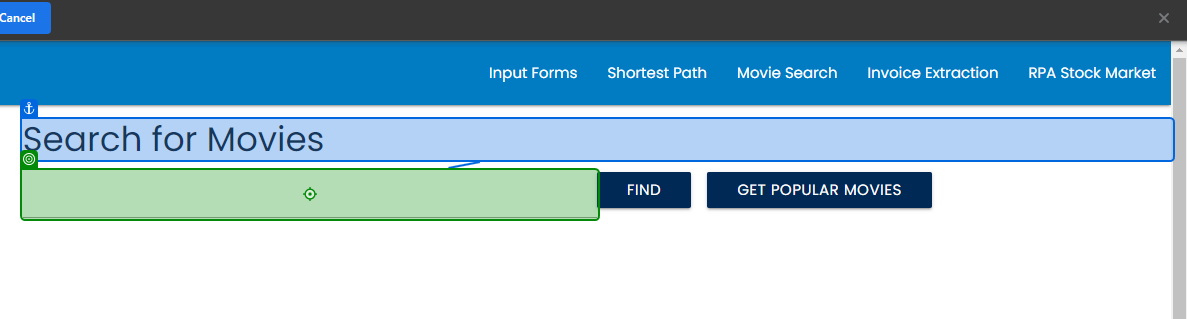 Cancel
Input Forms Shortest Path Movie Search Invoice Extraction RPA Stock Market
Search for Movies
FIND GET POPULAR MOVIES